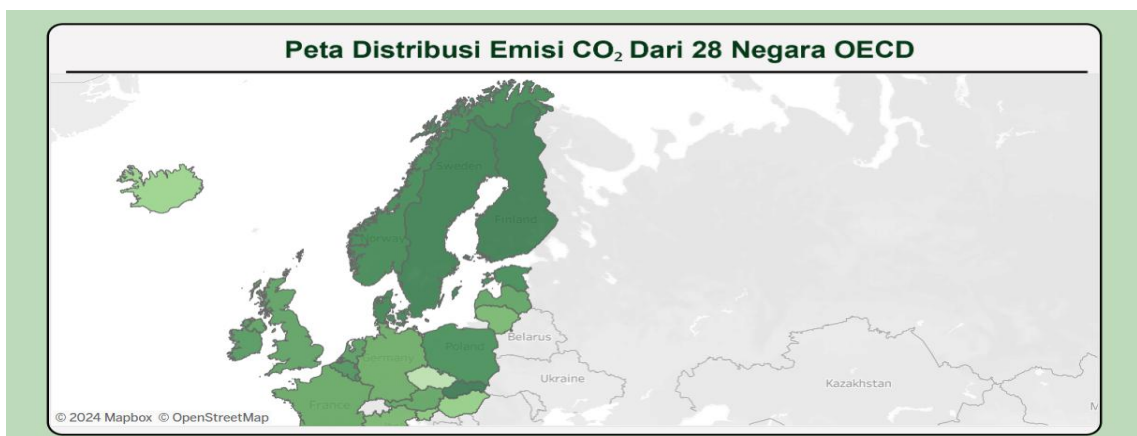 Peta Distribusi Emisi CO₂ Dari 28 Negara OECD
Sweden
Finland
Norway
Belarus
Poland
Germany
Ukraine
Kazakhstan
France
M
© 2024 Mapbox © OpenStreetMap